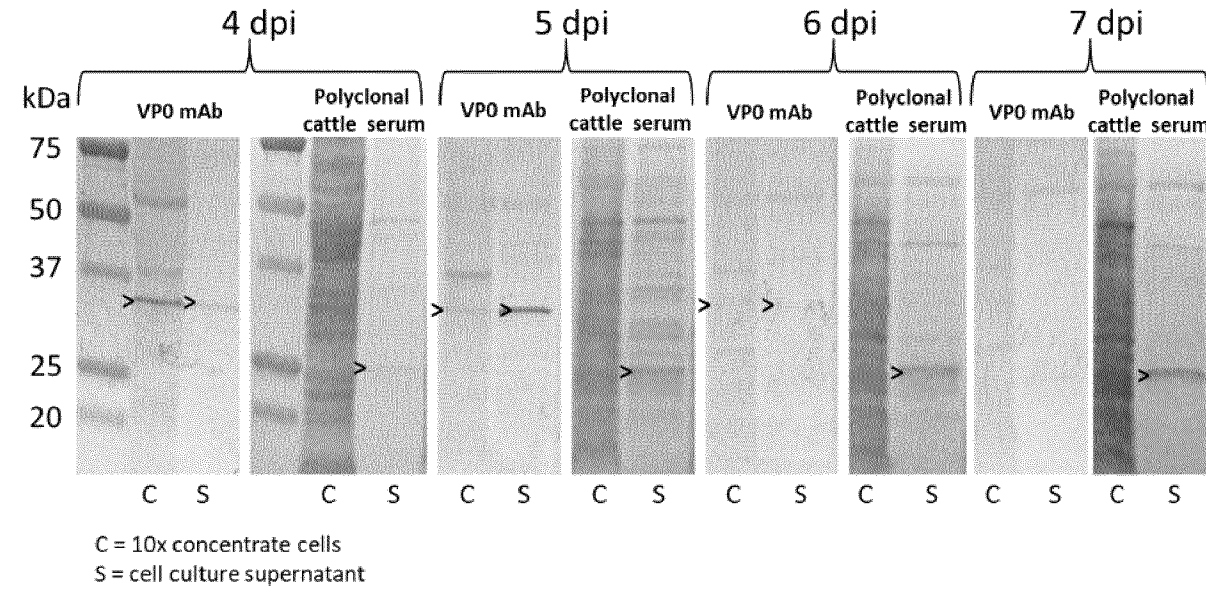 4 dpi 5 dpi 6 dpi 7 dpi
kDa VP0 mAb Polyclonal cattle serum VP0 mAb Polyclonal cattle serum VP0 mAb Polyclonal cattle serum VP0 mAb Polyclonal cattle serum
75
50
37
> > > > > >
25
> > > >
20
C S C S C S C S C S C S C S C S
C = 10x concentrate cells
S = cell culture supernatant